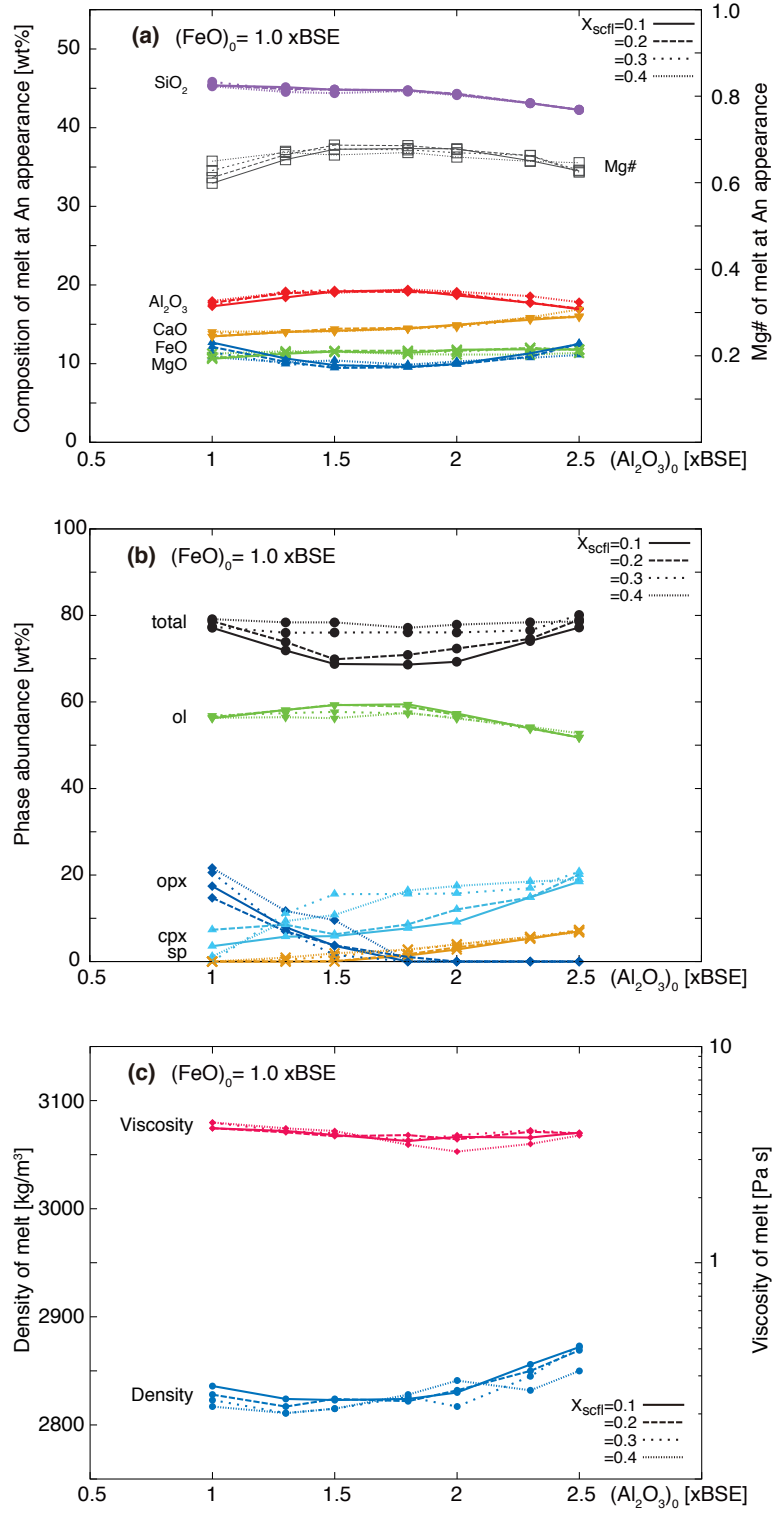 (a) (FeO)₀= 1.0 xBSE
X_scfl=0.1
=0.2
=0.3
=0.4
50
40
30
20
10
0
1.0
0.8
0.6
0.4
0.2
SiO₂
Mg#
Al₂O₃
CaO
FeO
MgO
Composition of melt at An appearance [wt%]
Mg# of melt at An appearance
0.5 1 1.5 2 2.5 (Al₂O₃)₀ [xBSE]
(b) (FeO)₀= 1.0 xBSE
X_scfl=0.1
=0.2
=0.3
=0.4
100
80
60
40
20
0
total
ol
opx
cpx
sp
Phase abundance [wt%]
0.5 1 1.5 2 2.5 (Al₂O₃)₀ [xBSE]
(c) (FeO)₀= 1.0 xBSE
3100
3050
3000
2900
2800
10
1
Viscosity
Density
Density of melt [kg/m³]
Viscosity of melt [Pa s]
X_scfl=0.1
=0.2
=0.3
=0.4
0.5 1 1.5 2 2.5 (Al₂O₃)₀ [xBSE]